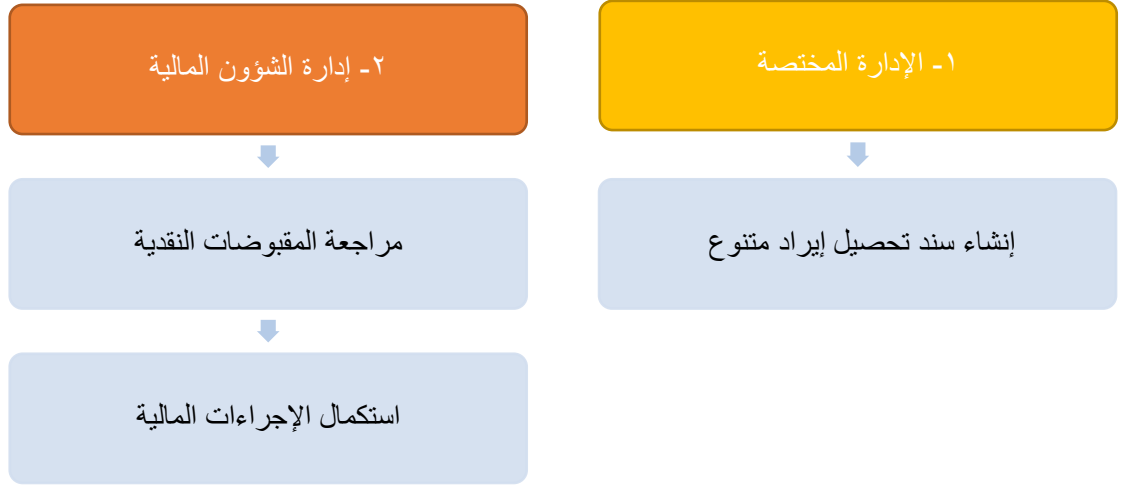 ١- الإدارة المختصة
إنشاء سند تحصيل إيراد متنوع
٢- إدارة الشؤون المالية
مراجعة المقبوضات النقدية
استكمال الإجراءات المالية